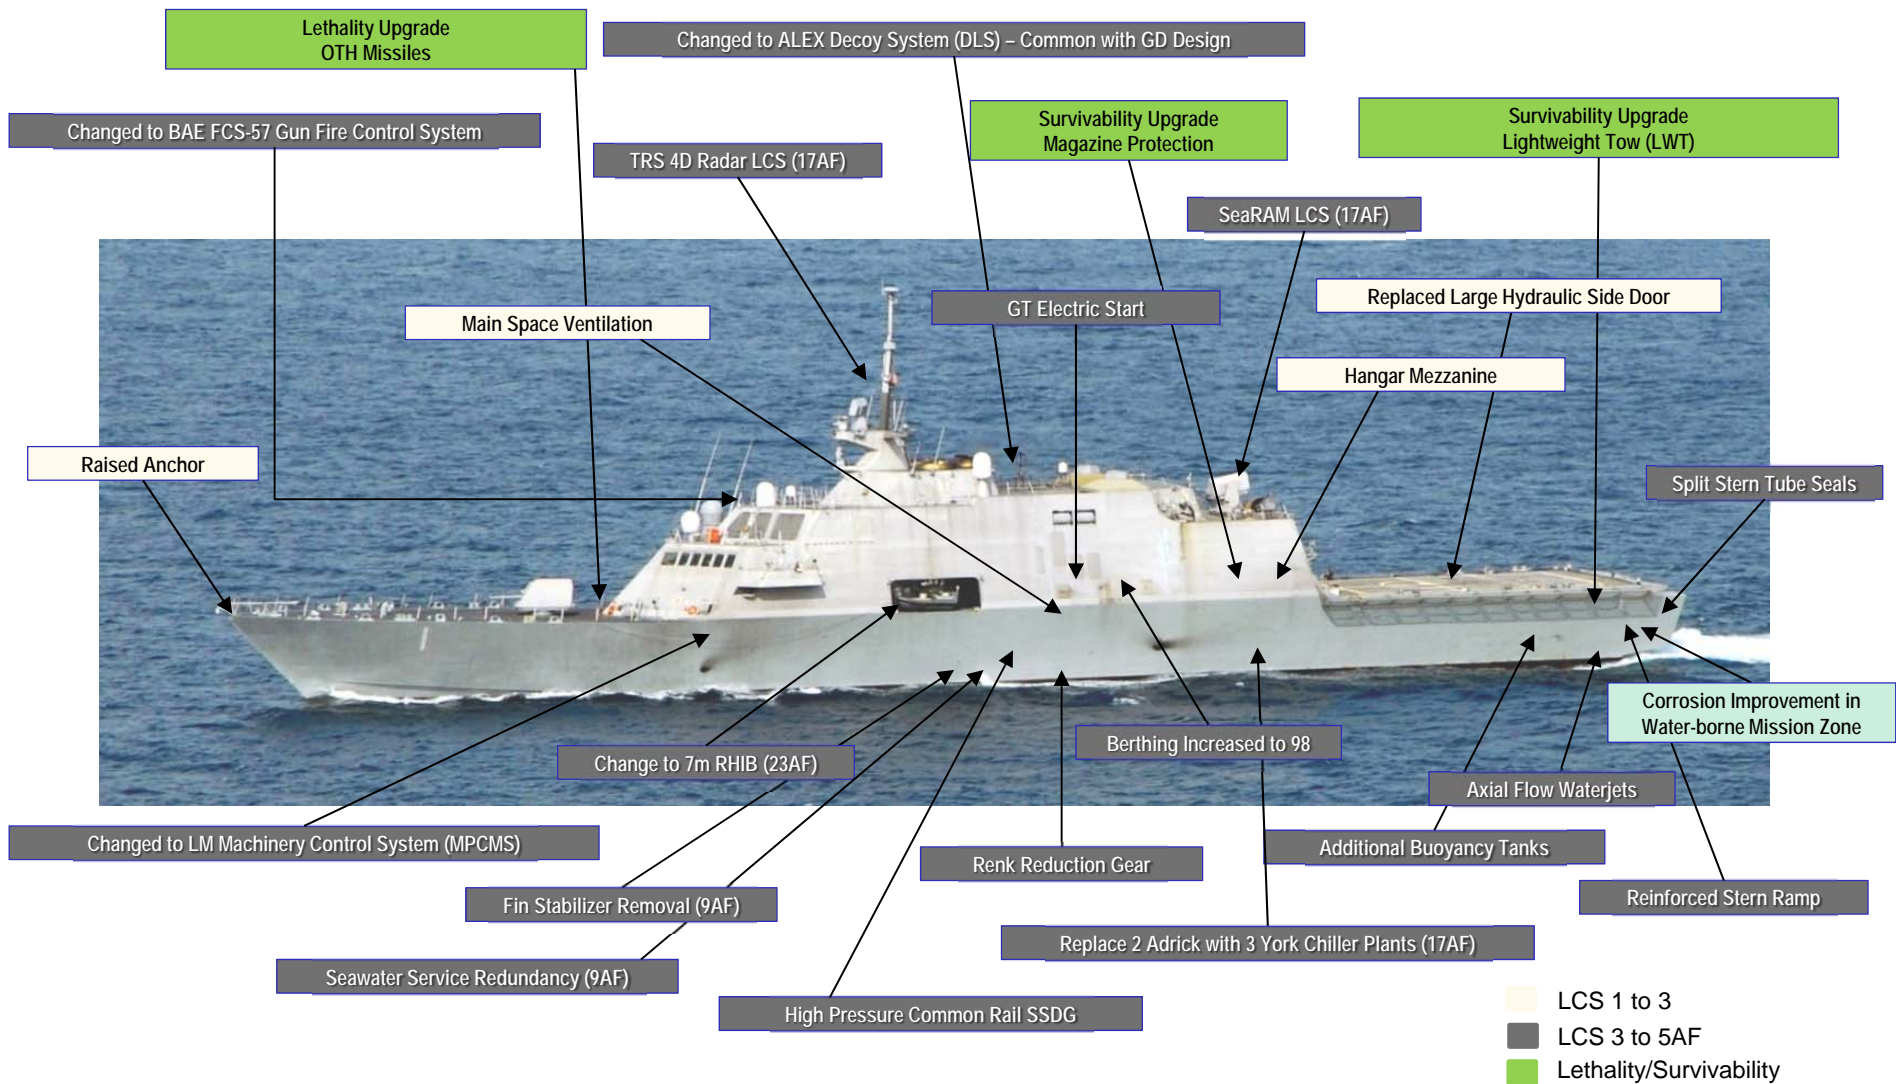 Lethality Upgrade
OTH Missiles
Changed to ALEX Decoy System (DLS) – Common with GD Design
Changed to BAE FCS-57 Gun Fire Control System
TRS 4D Radar LCS (17AF)
Survivability Upgrade
Magazine Protection
Survivability Upgrade
Lightweight Tow (LWT)
SeaRAM LCS (17AF)
Main Space Ventilation
GT Electric Start
Replaced Large Hydraulic Side Door
Hangar Mezzanine
Raised Anchor
Split Stern Tube Seals
1
Corrosion Improvement in
Water-borne Mission Zone
Change to 7m RHIB (23AF)
Berthing Increased to 98
Axial Flow Waterjets
Changed to LM Machinery Control System (MPCMS)
Renk Reduction Gear
Additional Buoyancy Tanks
Fin Stabilizer Removal (9AF)
Reinforced Stern Ramp
Replace 2 Adrick with 3 York Chiller Plants (17AF)
Seawater Service Redundancy (9AF)
High Pressure Common Rail SSDG
LCS 1 to 3
LCS 3 to 5AF
Lethality/Survivability